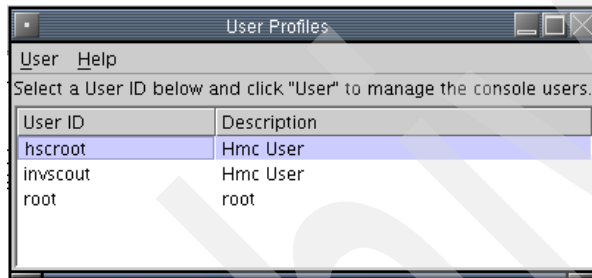 User Profiles
User Help
Select a User ID below and click "User" to manage the console users.
User ID Description
hscroot Hmc User
invscout Hmc User
root root